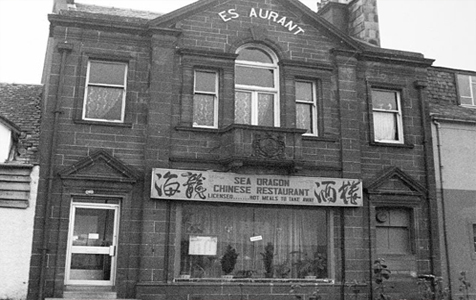 ES AURANT
海龍 酒樓
SEA DRAGON
CHINESE RESTAURANT
LICENSED.......HOT MEALS TO TAKE AWAY